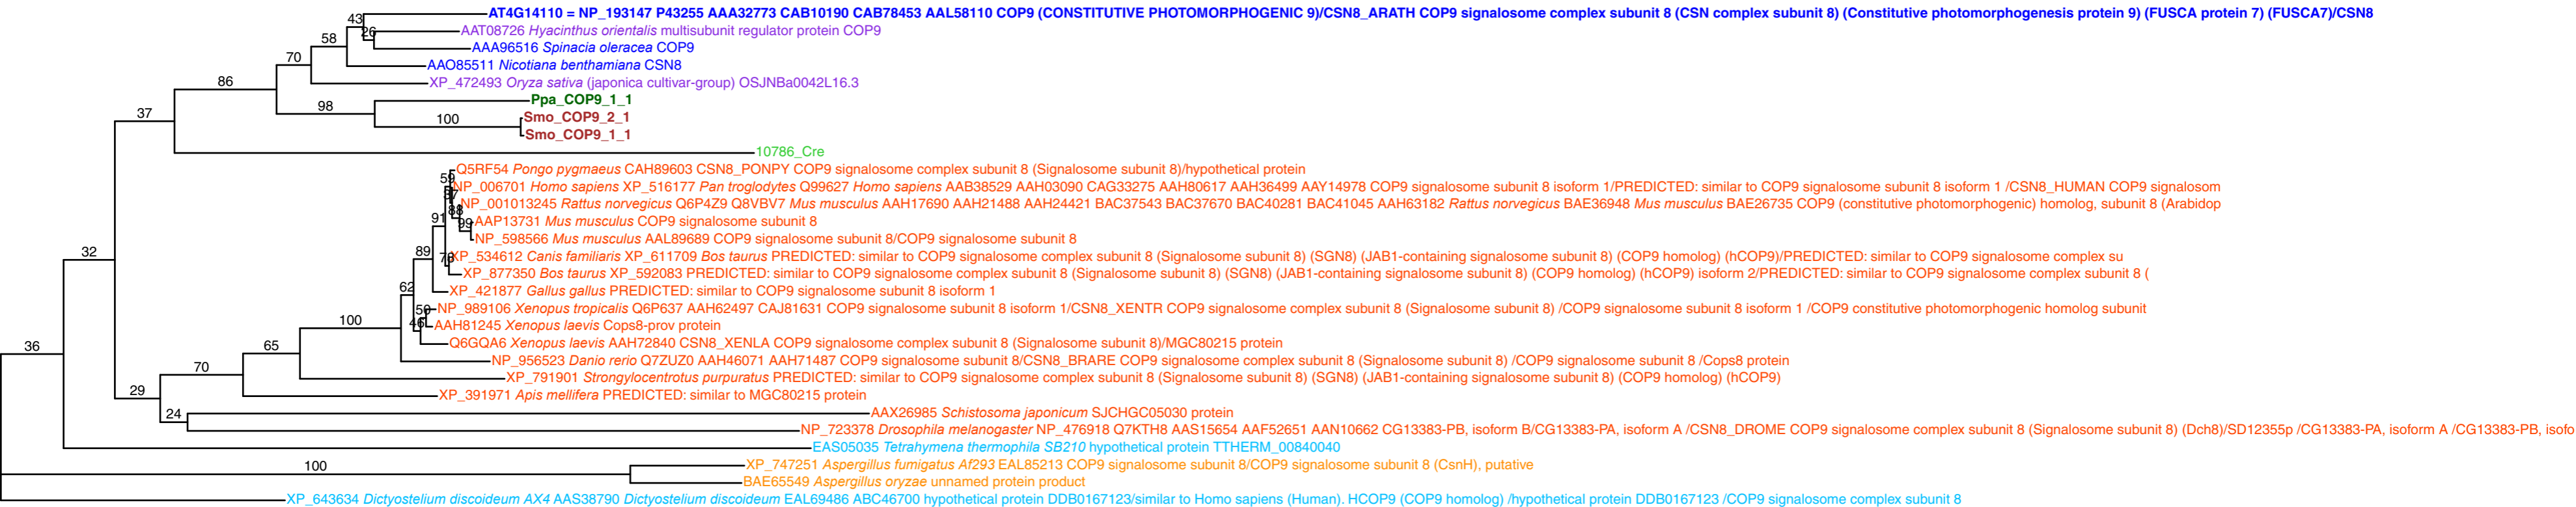 43
AT4G14110 = NP_193147 P43255 AAA32773 CAB10190 CAB78453 AAL58110 COP9 (CONSTITUTIVE PHOTOMORPHOGENIC 9)/CSN8_ARATH COP9 signalosome complex subunit 8 (CSN complex subunit 8) (Constitutive photomorphogenesis protein 9) (FUSCA protein 7) (FUSCA7)/CSN8
26
AAT08726 Hyacinthus orientalis multisubunit regulator protein COP9
58
AAA96516 Spinacia oleracea COP9
70
AAO85511 Nicotiana benthamiana CSN8
86
XP_472493 Oryza sativa (japonica cultivar-group) OSJNBa0042L16.3
98
Ppa_COP9_1_1
37
100
Smo_COP9_2_1
Smo_COP9_1_1
10786_Cre
Q5RF54 Pongo pygmaeus CAH89603 CSN8_PONPY COP9 signalosome complex subunit 8 (Signalosome subunit 8)/hypothetical protein
59
NP_006701 Homo sapiens XP_516177 Pan troglodytes Q99627 Homo sapiens AAB38529 AAH03090 CAG33275 AAH80617 AAH36499 AAY14978 COP9 signalosome subunit 8 isoform 1/PREDICTED: similar to COP9 signalosome subunit 8 isoform 1 /CSN8_HUMAN COP9 signalosom
NP_001013245 Rattus norvegicus Q6P4Z9 Q8VBV7 Mus musculus AAH17690 AAH21488 AAH24421 BAC37543 BAC37670 BAC40281 BAC41045 AAH63182 Rattus norvegicus BAE36948 Mus musculus BAE26735 COP9 (constitutive photomorphogenic) homolog, subunit 8 (Arabidop
91
88
AAP13731 Mus musculus COP9 signalosome subunit 8
99
NP_598566 Mus musculus AAL89689 COP9 signalosome subunit 8/COP9 signalosome subunit 8
32
89
XP_534612 Canis familiaris XP_611709 Bos taurus PREDICTED: similar to COP9 signalosome complex subunit 8 (Signalosome subunit 8) (SGN8) (JAB1-containing signalosome subunit 8) (COP9 homolog) (hCOP9)/PREDICTED: similar to COP9 signalosome complex su
XP_877350 Bos taurus XP_592083 PREDICTED: similar to COP9 signalosome complex subunit 8 (Signalosome subunit 8) (SGN8) (JAB1-containing signalosome subunit 8) (COP9 homolog) (hCOP9) isoform 2/PREDICTED: similar to COP9 signalosome complex subunit 8 (
62
XP_421877 Gallus gallus PREDICTED: similar to COP9 signalosome subunit 8 isoform 1
50
NP_989106 Xenopus tropicalis Q6P637 AAH62497 CAJ81631 COP9 signalosome subunit 8 isoform 1/CSN8_XENTR COP9 signalosome complex subunit 8 (Signalosome subunit 8) /COP9 signalosome subunit 8 isoform 1 /COP9 constitutive photomorphogenic homolog subunit
100
AAH81245 Xenopus laevis Cops8-prov protein
Q6GQA6 Xenopus laevis AAH72840 CSN8_XENLA COP9 signalosome complex subunit 8 (Signalosome subunit 8)/MGC80215 protein
36
65
NP_956523 Danio rerio Q7ZUZ0 AAH46071 AAH71487 COP9 signalosome subunit 8/CSN8_BRARE COP9 signalosome complex subunit 8 (Signalosome subunit 8) /COP9 signalosome subunit 8 /Cops8 protein
70
XP_791901 Strongylocentrotus purpuratus PREDICTED: similar to COP9 signalosome complex subunit 8 (Signalosome subunit 8) (SGN8) (JAB1-containing signalosome subunit 8) (COP9 homolog) (hCOP9)
29
XP_391971 Apis mellifera PREDICTED: similar to MGC80215 protein
24
AAX26985 Schistosoma japonicum SJCHGC05030 protein
NP_723378 Drosophila melanogaster NP_476918 Q7KTH8 AAS15654 AAF52651 AAN10662 CG13383-PB, isoform B/CG13383-PA, isoform A /CSN8_DROME COP9 signalosome complex subunit 8 (Signalosome subunit 8) (Dch8)/SD12355p /CG13383-PA, isoform A /CG13383-PB, isofo
EAS05035 Tetrahymena thermophila SB210 hypothetical protein TTHERM_00840040
100
XP_747251 Aspergillus fumigatus Af293 EAL85213 COP9 signalosome subunit 8/COP9 signalosome subunit 8 (CsnH), putative
BAE65549 Aspergillus oryzae unnamed protein product
XP_643634 Dictyostelium discoideum AX4 AAS38790 Dictyostelium discoideum EAL69486 ABC46700 hypothetical protein DDB0167123/similar to Homo sapiens (Human). HCOP9 (COP9 homolog) /hypothetical protein DDB0167123 /COP9 signalosome complex subunit 8